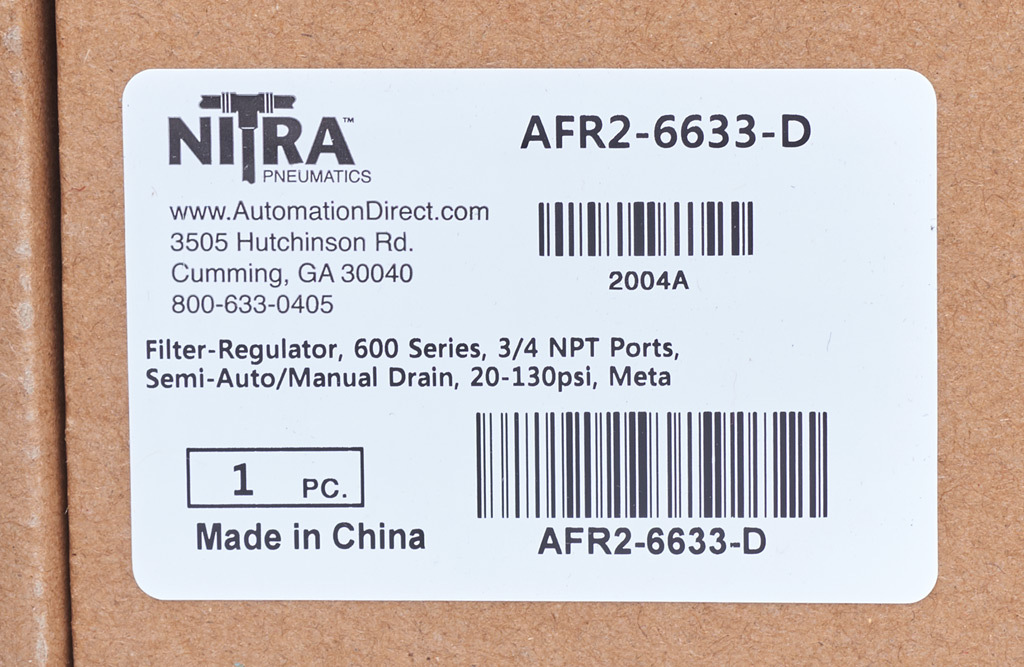 NITRA™
PNEUMATICS
AFR2-6633-D
www.AutomationDirect.com
3505 Hutchinson Rd.
Cumming, GA 30040
800-633-0405
2004A
Filter-Regulator, 600 Series, 3/4 NPT Ports,
Semi-Auto/Manual Drain, 20-130psi, Meta
1 PC.
Made in China
AFR2-6633-D